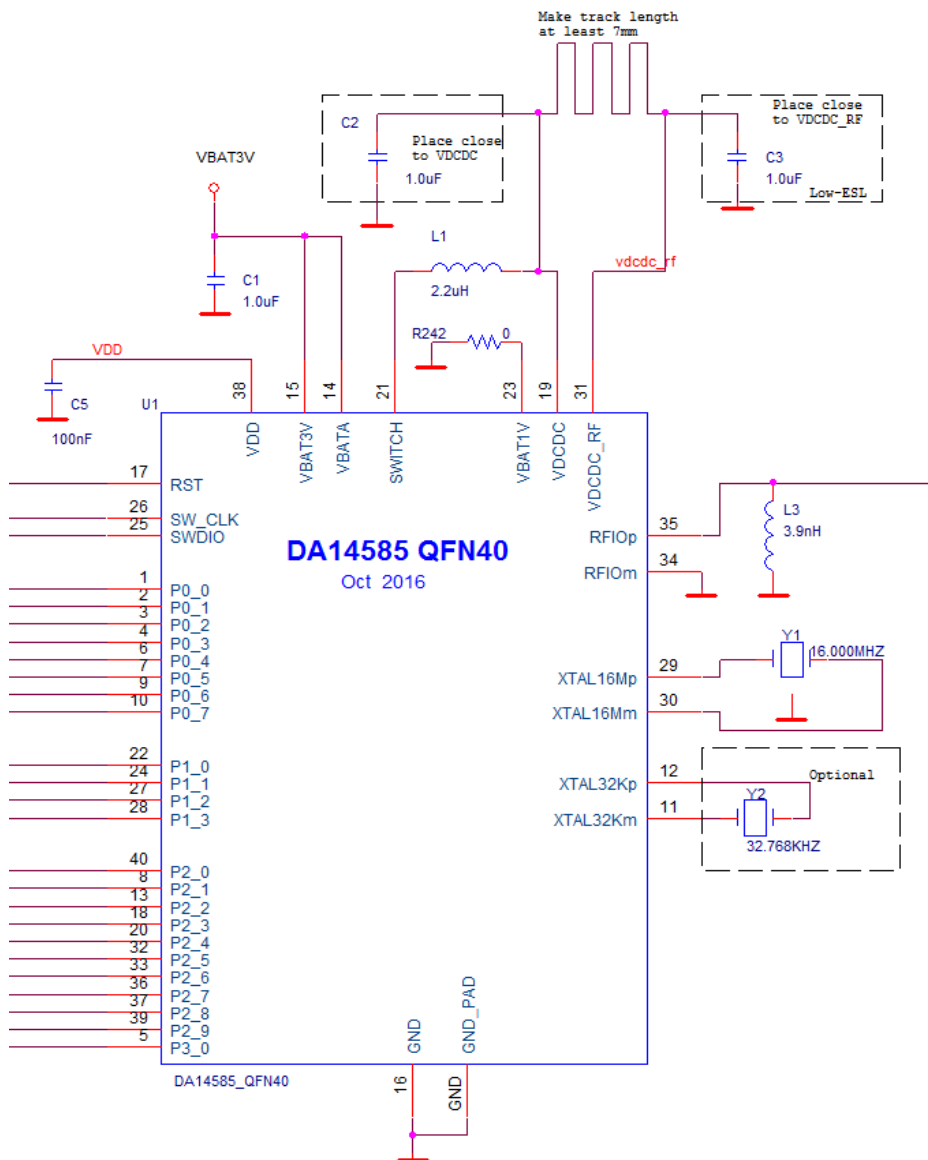 Make track length
at least 7mm
C2
Place close
to VDCDC
1.0uF
Place close
to VDCDC_RF
C3
1.0uF
Low-ESL
VBAT3V
L1
2.2uH
vdcdc_rf
C1
1.0uF
R242
0
VDD
C5
100nF
U1
38
15
14
21
23
19
31
VDD
VBAT3V
VBATA
SWITCH
VBAT1V
VDCDC
VDCDC_RF
DA14585 QFN40
Oct 2016
17
RST
26
SW_CLK
25
SWDIO
1
P0_0
2
P0_1
3
P0_2
4
P0_3
6
P0_4
7
P0_5
9
P0_6
10
P0_7
22
P1_0
24
P1_1
27
P1_2
28
P1_3
40
P2_0
8
P2_1
13
P2_2
18
P2_3
20
P2_4
32
P2_5
33
P2_6
36
P2_7
37
P2_8
39
P2_9
5
P3_0
RFIOp
35
RFIOm
34
L3
3.9nH
XTAL16Mp
29
XTAL16Mm
30
Y1
16.000MHZ
XTAL32Kp
12
XTAL32Km
11
Optional
Y2
32.768KHZ
GND
GND_PAD
16
GND
DA14585_QFN40